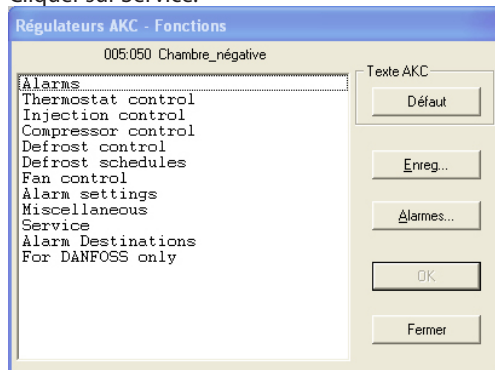 Cliquer sur Service.
Régulateurs AKC - Fonctions
005:050 Chambre_négative
Alarms
Thermostat control
Injection control
Compressor control
Defrost control
Defrost schedules
Fan control
Alarm settings
Miscellaneous
Service
Alarm Destinations
For DANFOSS only
Texte AKC
Défaut
Enreg...
Alarmes...
OK
Fermer